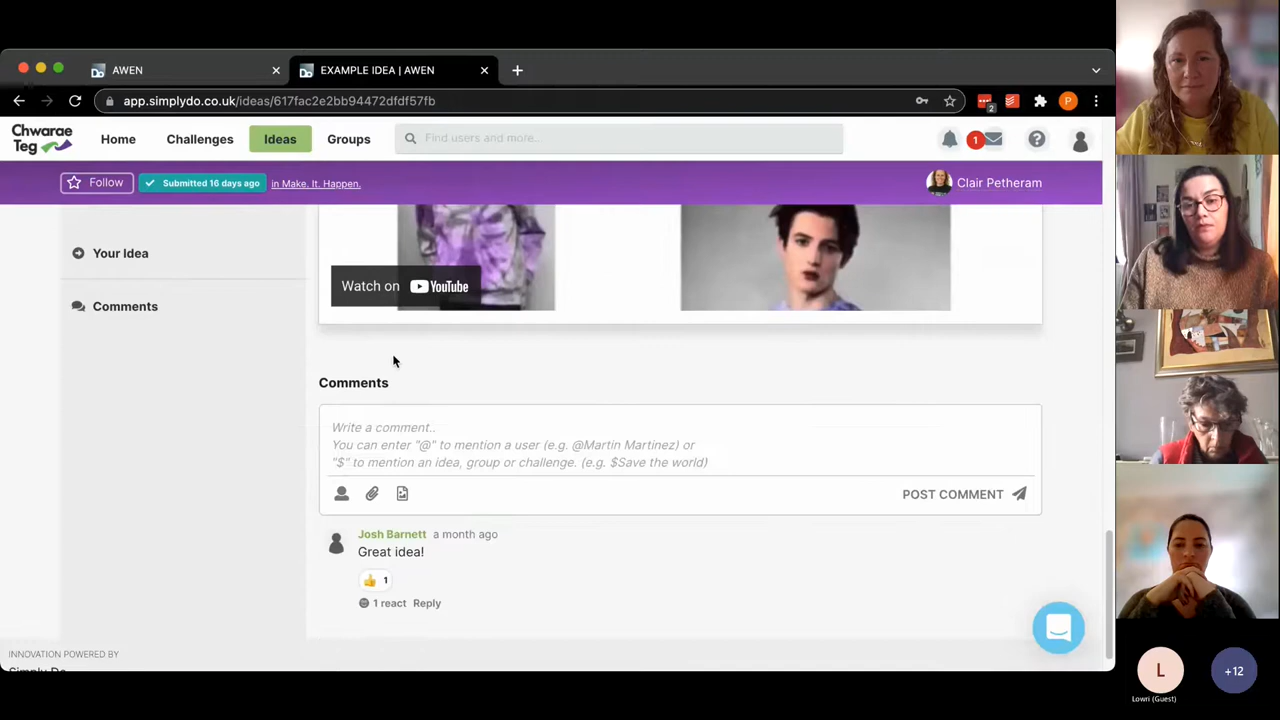 AWEN
EXAMPLE IDEA | AWEN
app.simplydo.co.uk/ideas/617fac2e2bb94472dfdf57fb
2
P
Chwarae
Teg
Home
Challenges
Ideas
Groups
Find users and more...
1
Follow
Submitted 16 days ago
in Make. It. Happen.
Clair Petheram
Your Idea
Comments
Watch on YouTube
Comments
Write a comment..
You can enter "@" to mention a user (e.g. @Martin Martinez) or
"$" to mention an idea, group or challenge. (e.g. $Save the world)
POST COMMENT
Josh Barnett a month ago
Great idea!
👍 1
1 react Reply
INNOVATION POWERED BY
Simply Do
L
+12
Lowri (Guest)